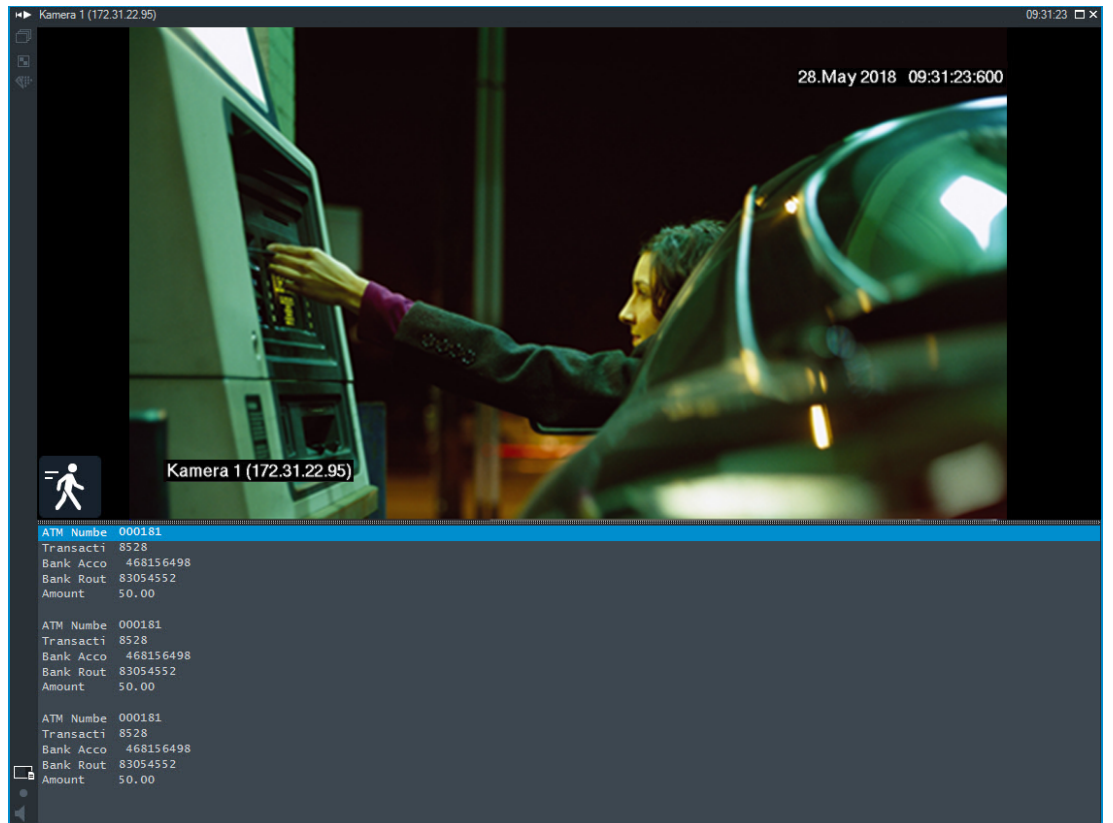 Kamera 1 (172.31.22.95)
09:31:23
28.May 2018 09:31:23:600
Kamera 1 (172.31.22.95)
ATM Numbe 000181
Transacti 8528
Bank Acco 468156498
Bank Rout 83054552
Amount 50.00
ATM Numbe 000181
Transacti 8528
Bank Acco 468156498
Bank Rout 83054552
Amount 50.00
ATM Numbe 000181
Transacti 8528
Bank Acco 468156498
Bank Rout 83054552
Amount 50.00